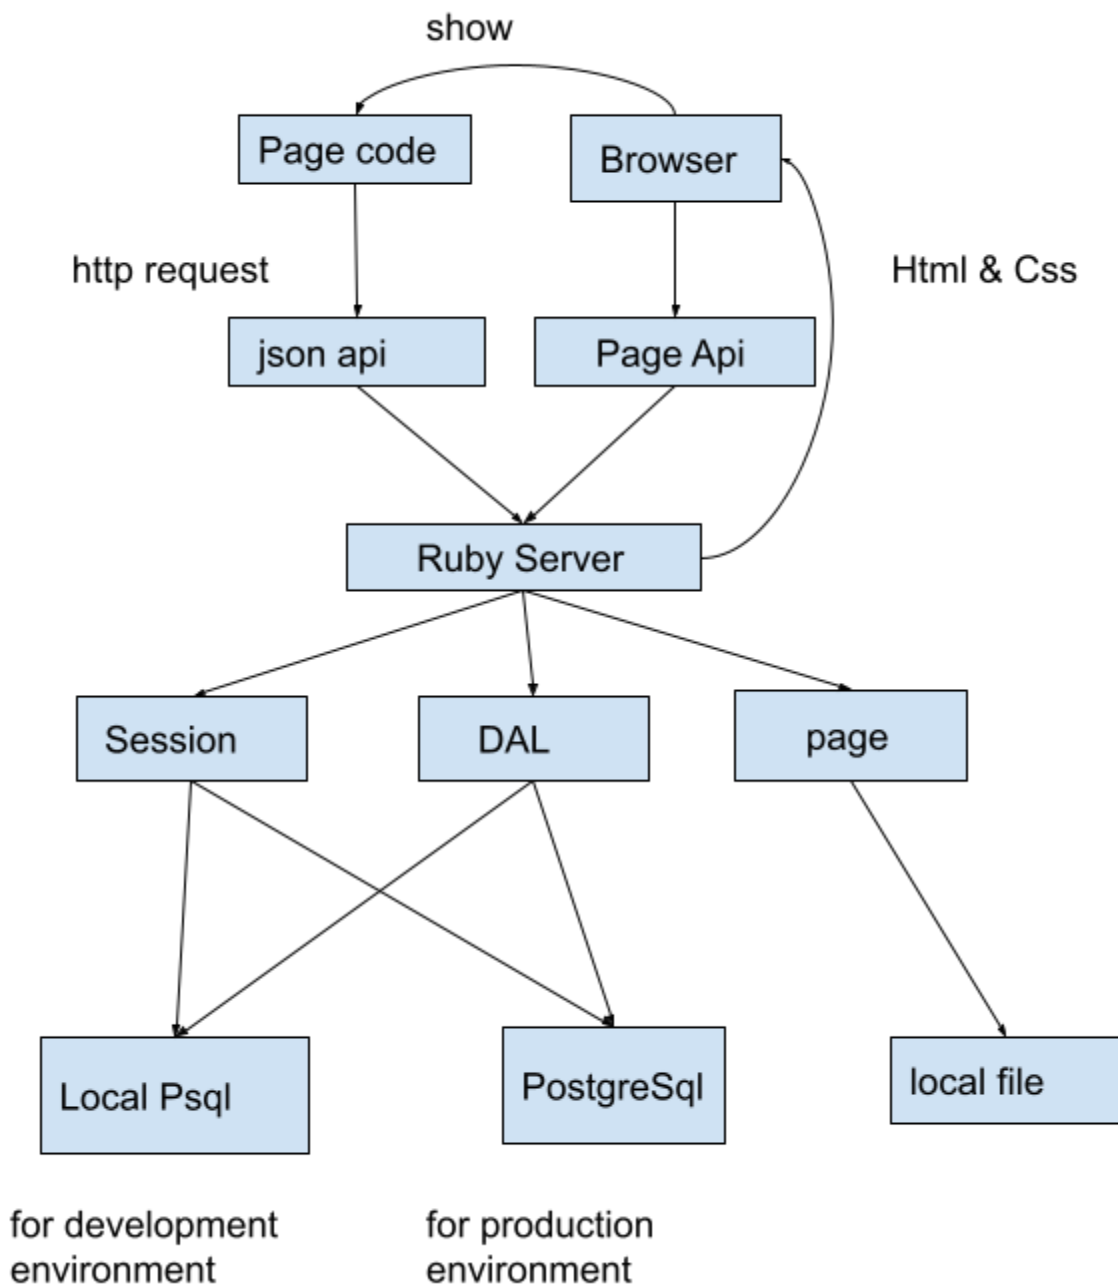 show
Page code
Browser
http request
Html & Css
json api
Page Api
Ruby Server
Session
DAL
page
Local Psql
PostgreSql
local file
for development
environment
for production
environment